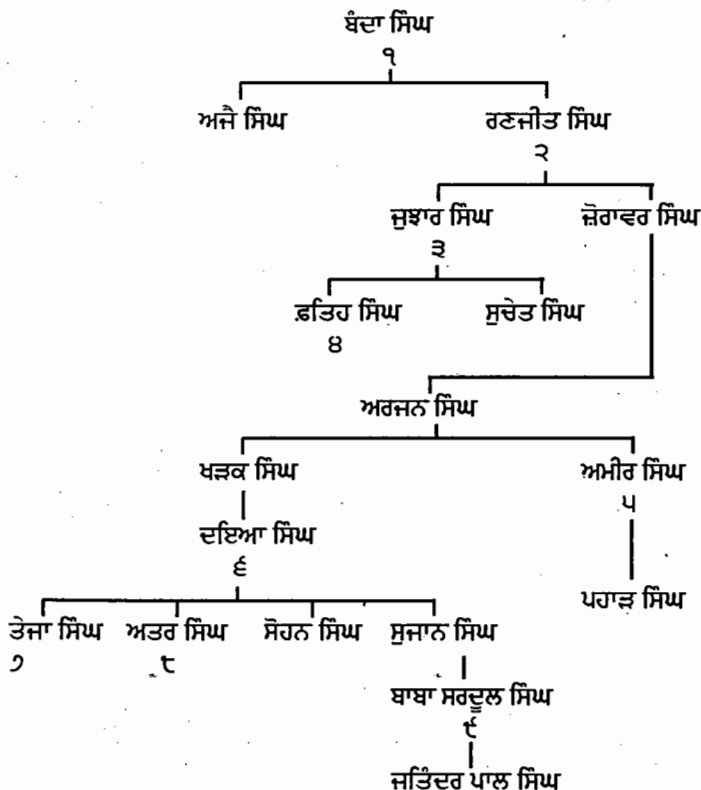 ਬੰਦਾ ਸਿੰਘ
੧
ਅਜੈ ਸਿੰਘ ਰਣਜੀਤ ਸਿੰਘ
੨
ਜੁਝਾਰ ਸਿੰਘ ਜ਼ੋਰਾਵਰ ਸਿੰਘ
੩
ਫ਼ਤਿਹ ਸਿੰਘ ਸੁਚੇਤ ਸਿੰਘ
੪
ਅਰਜਨ ਸਿੰਘ
ਖੜਕ ਸਿੰਘ ਅਮੀਰ ਸਿੰਘ
੫
ਦਇਆ ਸਿੰਘ
੬
ਪਹਾੜ ਸਿੰਘ
ਤੇਜਾ ਸਿੰਘ ਅਤਰ ਸਿੰਘ ਸੋਹਨ ਸਿੰਘ ਸੁਜਾਨ ਸਿੰਘ
੭ ੮
ਬਾਬਾ ਸਰਦੂਲ ਸਿੰਘ
੯
ਜਤਿੰਦਰ ਪਾਲ ਸਿੰਘ